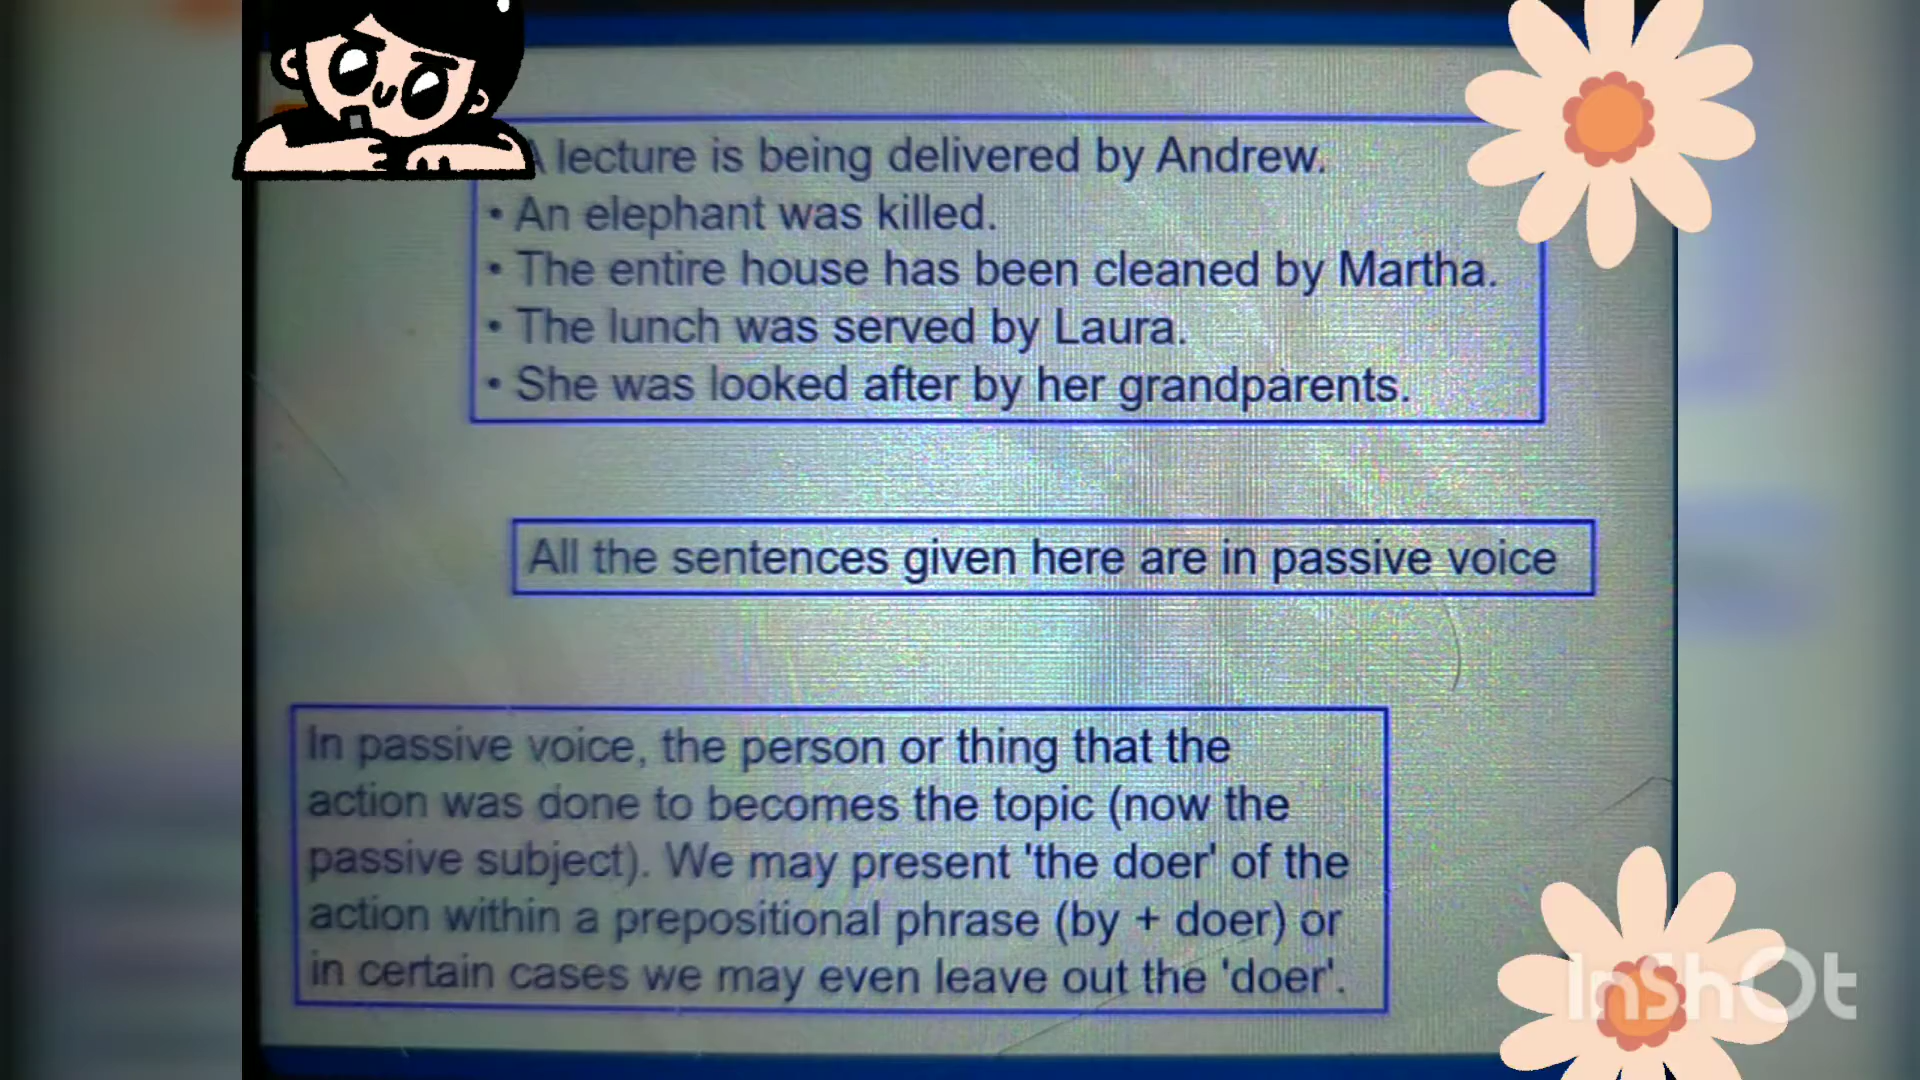 A lecture is being delivered by Andrew.
• An elephant was killed.
• The entire house has been cleaned by Martha.
• The lunch was served by Laura.
• She was looked after by her grandparents.
All the sentences given here are in passive voice
In passive voice, the person or thing that the
action was done to becomes the topic (now the
passive subject). We may present 'the doer' of the
action within a prepositional phrase (by + doer) or
in certain cases we may even leave out the 'doer'.
InShOt